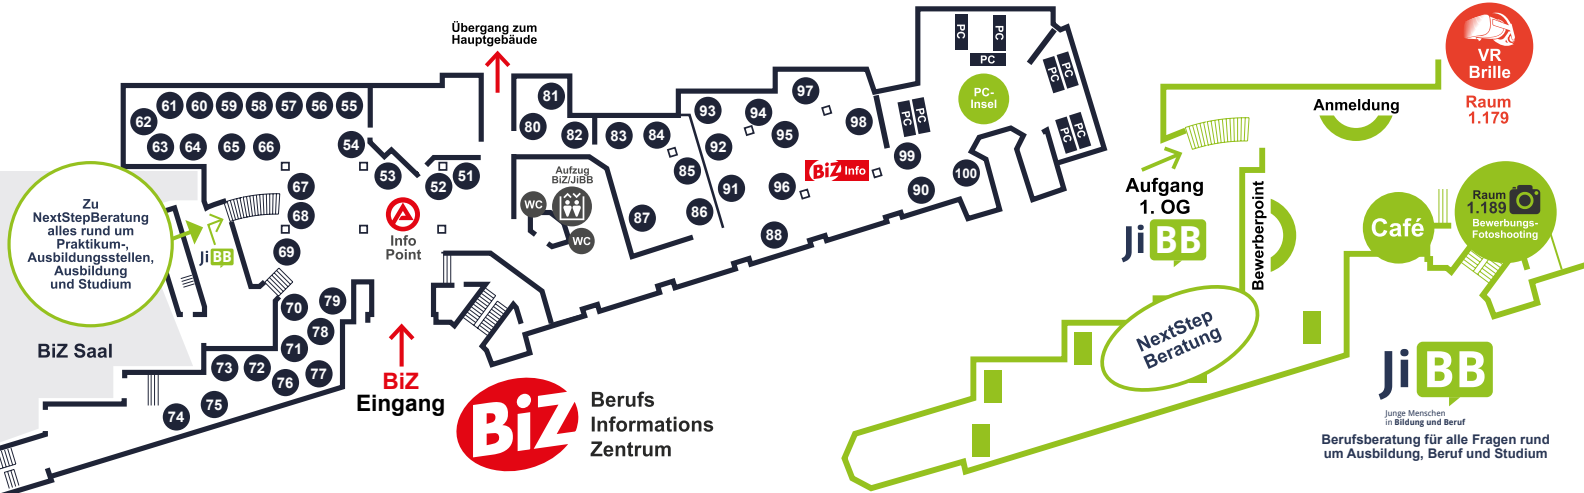 Übergang zum
Hauptgebäude
61
60
59
58
57
56
55
62
63
64
65
66
54
53
52
51
67
68
69
70
79
78
71
77
76
72
73
75
74
81
80
82
83
84
85
86
87
88
93
94
97
95
98
92
91
96
99
90
100
BiZ Info
Aufzug
BiZ/JiBB
WC
WC
Info
Point
Zu
NextStepBeratung
alles rund um
Praktikum-,
Ausbildungsstellen,
Ausbildung
und Studium
JiBB
BiZ Saal
BiZ
Eingang
BiZ
Berufs
Informations
Zentrum
PC
PC
PC
PC
PC
PC
PC
PC
PC
PC-
Insel
Anmeldung
VR
Brille
Raum
1.179
Aufgang
1. OG
JiBB
Bewerberpoint
Café
Raum
1.189
Bewerbungs-
Fotoshooting
NextStep
Beratung
JiBB
Junge Menschen
in Bildung und Beruf
Berufsberatung für alle Fragen rund
um Ausbildung, Beruf und Studium